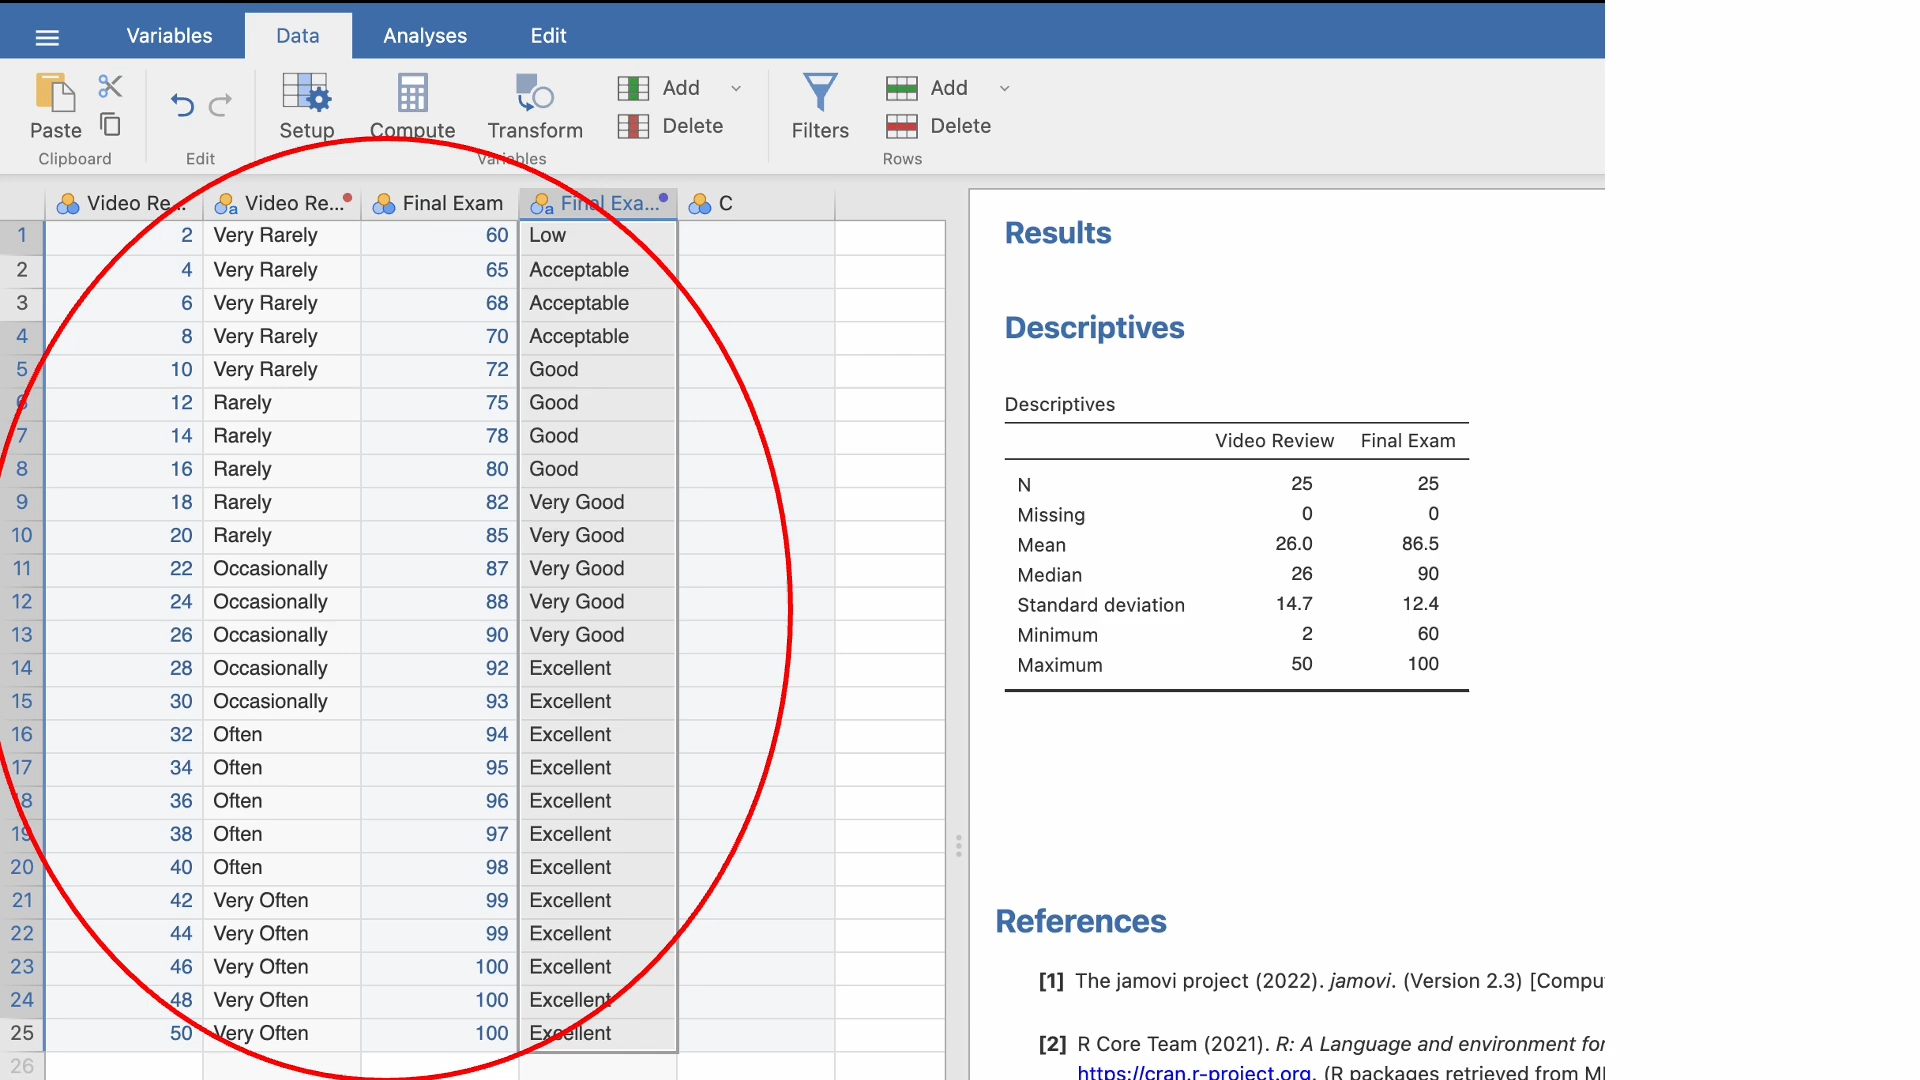 Variables Data Analyses Edit
Paste Setup Compute Transform Add Delete Filters Add Delete
Clipboard Edit Variables Rows
Video Re... Video Re... Final Exam Final Exa... C
1 2 Very Rarely 60 Low
2 4 Very Rarely 65 Acceptable
3 6 Very Rarely 68 Acceptable
4 8 Very Rarely 70 Acceptable
5 10 Very Rarely 72 Good
6 12 Rarely 75 Good
7 14 Rarely 78 Good
8 16 Rarely 80 Good
9 18 Rarely 82 Very Good
10 20 Rarely 85 Very Good
11 22 Occasionally 87 Very Good
12 24 Occasionally 88 Very Good
13 26 Occasionally 90 Very Good
14 28 Occasionally 92 Excellent
15 30 Occasionally 93 Excellent
16 32 Often 94 Excellent
17 34 Often 95 Excellent
18 36 Often 96 Excellent
19 38 Often 97 Excellent
20 40 Often 98 Excellent
21 42 Very Often 99 Excellent
22 44 Very Often 99 Excellent
23 46 Very Often 100 Excellent
24 48 Very Often 100 Excellent
25 50 Very Often 100 Excellent
26
Results
Descriptives
Descriptives
Video Review Final Exam
N 25 25
Missing 0 0
Mean 26.0 86.5
Median 26 90
Standard deviation 14.7 12.4
Minimum 2 60
Maximum 50 100
References
[1] The jamovi project (2022). jamovi. (Version 2.3) [Compu
[2] R Core Team (2021). R: A Language and environment for
https://cran.r-project.org. (R packages retrieved from